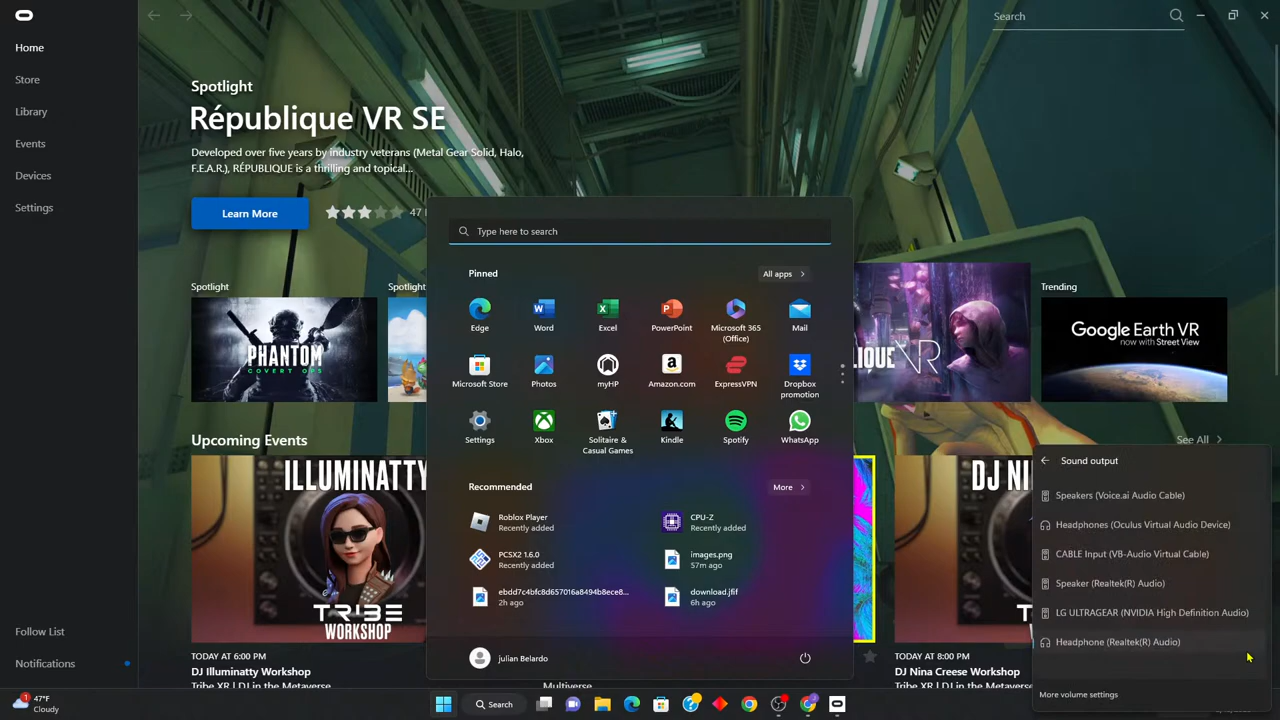 Home
Store
Library
Events
Devices
Settings
Follow List
Notifications
Search
Spotlight
République VR SE
Developed over five years by industry veterans (Metal Gear Solid, Halo,
F.E.A.R.), RÉPUBLIQUE is a thrilling and topical...
Learn More
47
Spotlight
Spotlight
Trending
PHANTOM
COVERT OPS
Google Earth VR
now with Street View
Upcoming Events
See All
ILLUMINATTY
TRIBE
WORKSHOP
DJ NIN
TRIBE
WORKSHOP
TODAY AT 6:00 PM
DJ Illuminatty Workshop
Tribe XR | DJ in the Metaverse
Multiverse
TODAY AT 8:00 PM
DJ Nina Creese Workshop
Tribe XR | DJ in the Metaverse
Type here to search
Pinned
All apps
Edge
Word
Excel
PowerPoint
Microsoft 365
(Office)
Mail
Microsoft Store
Photos
myHP
Amazon.com
ExpressVPN
Dropbox
promotion
Settings
Xbox
Solitaire &
Casual Games
Kindle
Spotify
WhatsApp
Recommended
More
Roblox Player
Recently added
CPU-Z
Recently added
PCSX2 1.6.0
Recently added
images.png
57m ago
ebdd7c4bfc8d657016a8494b8ece8...
2h ago
download.jfif
6h ago
julian Belardo
Sound output
Speakers (Voice.ai Audio Cable)
Headphones (Oculus Virtual Audio Device)
CABLE Input (VB-Audio Virtual Cable)
Speaker (Realtek(R) Audio)
LG ULTRAGEAR (NVIDIA High Definition Audio)
Headphone (Realtek(R) Audio)
More volume settings
1
47°F
Cloudy
Search